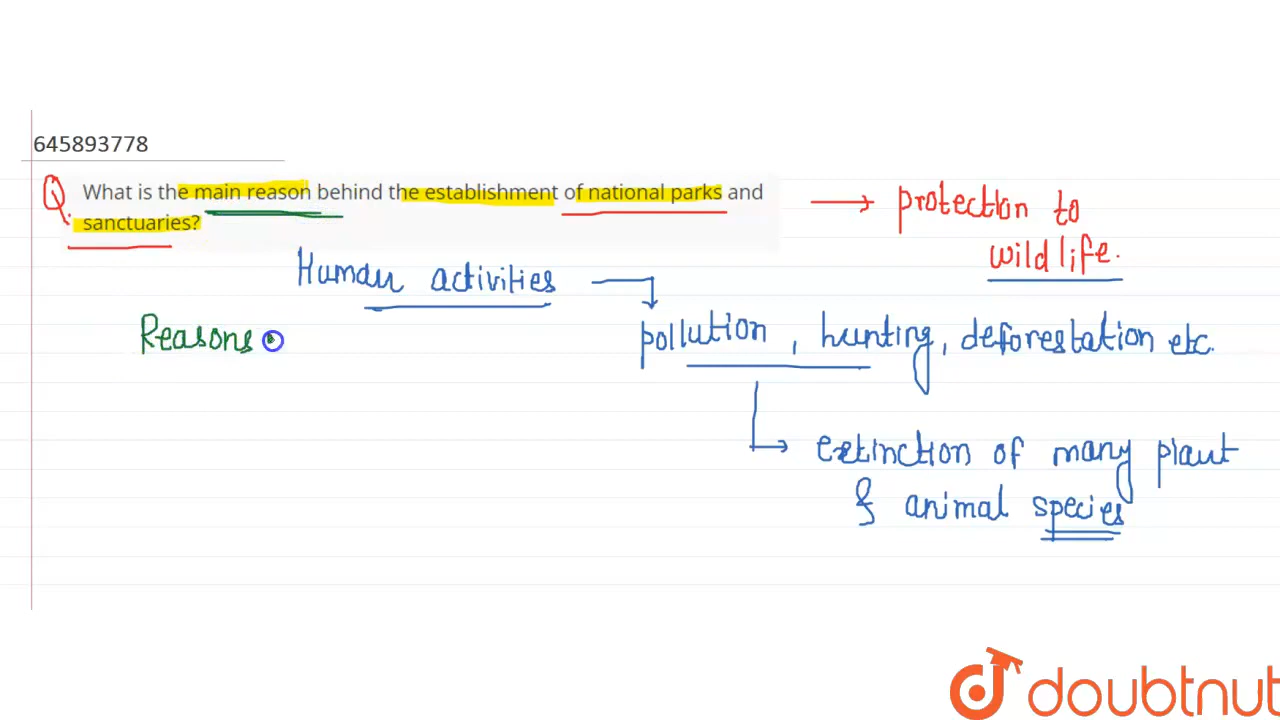 645893778
Q. What is the main reason behind the establishment of national parks and
sanctuaries?
→ protection to
wildlife.
Human activities
pollution, hunting, deforestation etc.
Reasons
extinction of many plant
& animal species
doubtnut